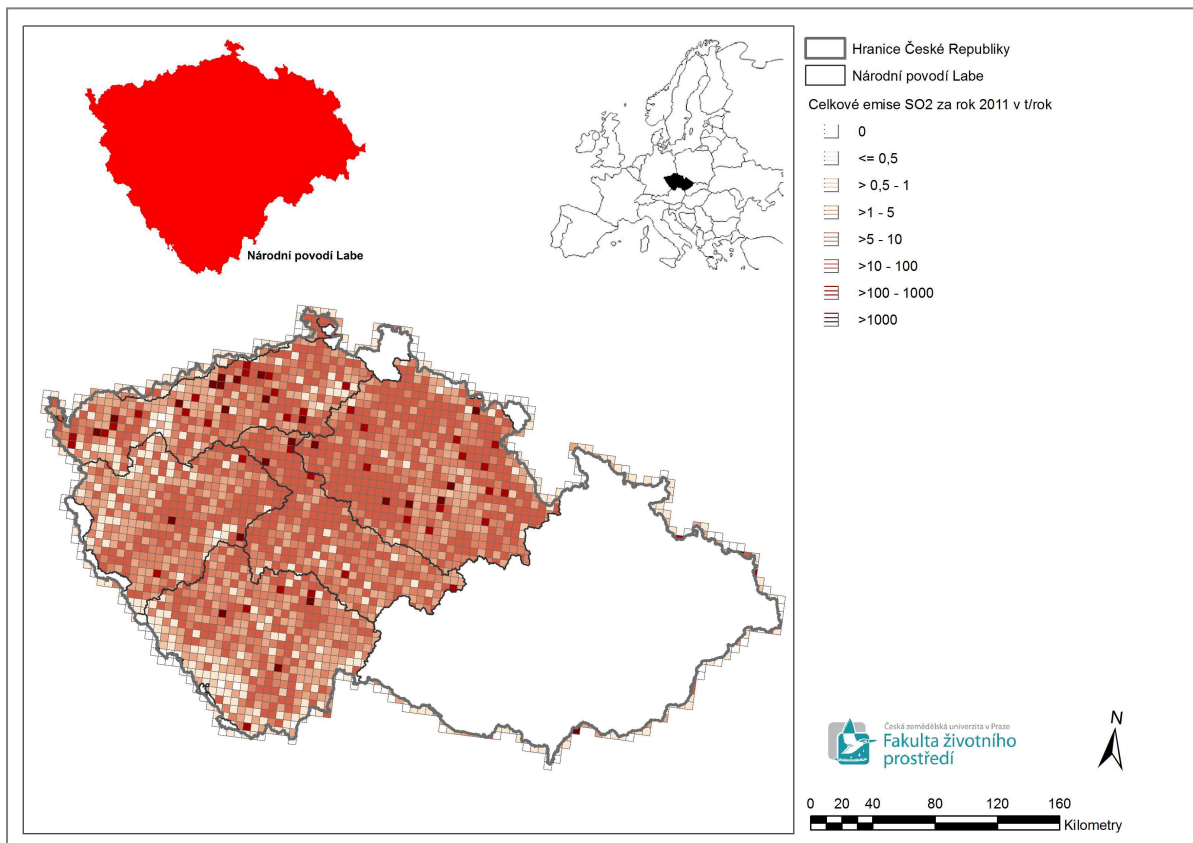 Národní povodí Labe
Hranice České Republiky
Národní povodí Labe
Celkové emise SO2 za rok 2011 v t/rok
0
<= 0,5
> 0,5 - 1
>1 - 5
>5 - 10
>10 - 100
>100 - 1000
>1000
Česká zemědělská univerzita v Praze
Fakulta životního
prostředí
N
0 20 40 80 120 160
Kilometry